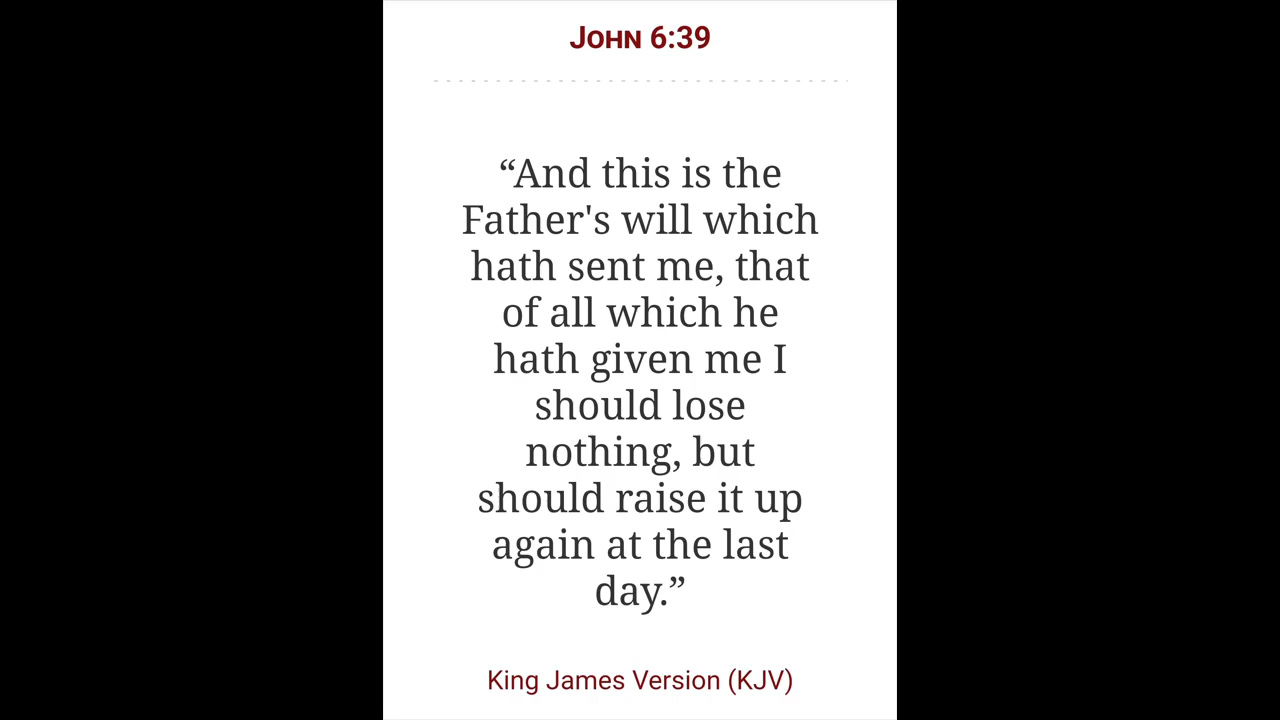 John 6:39
“And this is the
Father's will which
hath sent me, that
of all which he
hath given me I
should lose
nothing, but
should raise it up
again at the last
day.”
King James Version (KJV)